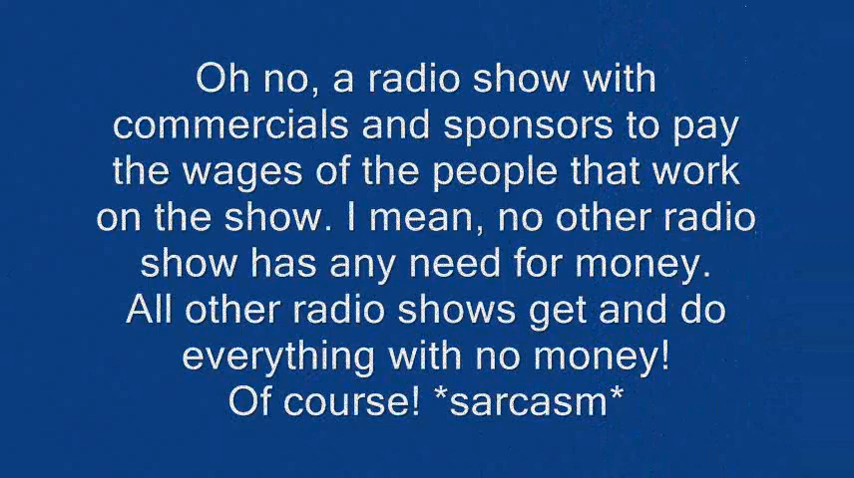 Oh no, a radio show with
commercials and sponsors to pay
the wages of the people that work
on the show. I mean, no other radio
show has any need for money.
All other radio shows get and do
everything with no money!
Of course! *sarcasm*